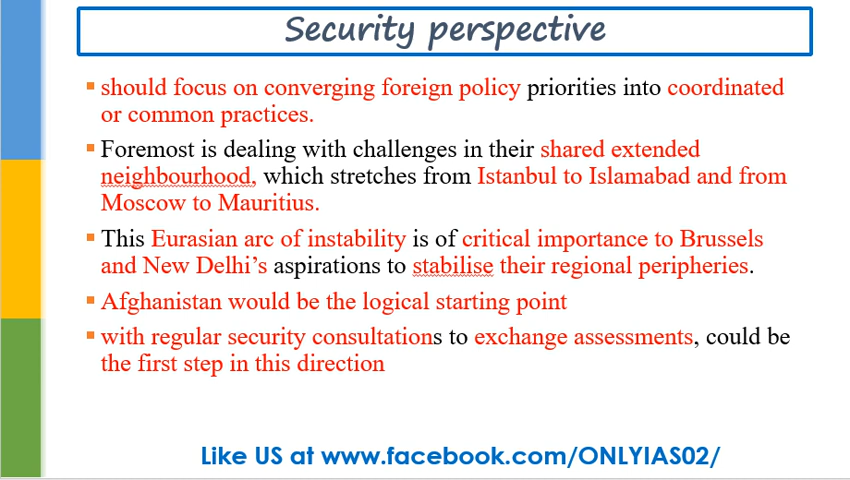 Security perspective
should focus on converging foreign policy priorities into coordinated
or common practices.
Foremost is dealing with challenges in their shared extended
neighbourhood, which stretches from Istanbul to Islamabad and from
Moscow to Mauritius.
This Eurasian arc of instability is of critical importance to Brussels
and New Delhi's aspirations to stabilise their regional peripheries.
Afghanistan would be the logical starting point
with regular security consultations to exchange assessments, could be
the first step in this direction
Like US at www.facebook.com/ONLYIAS02/